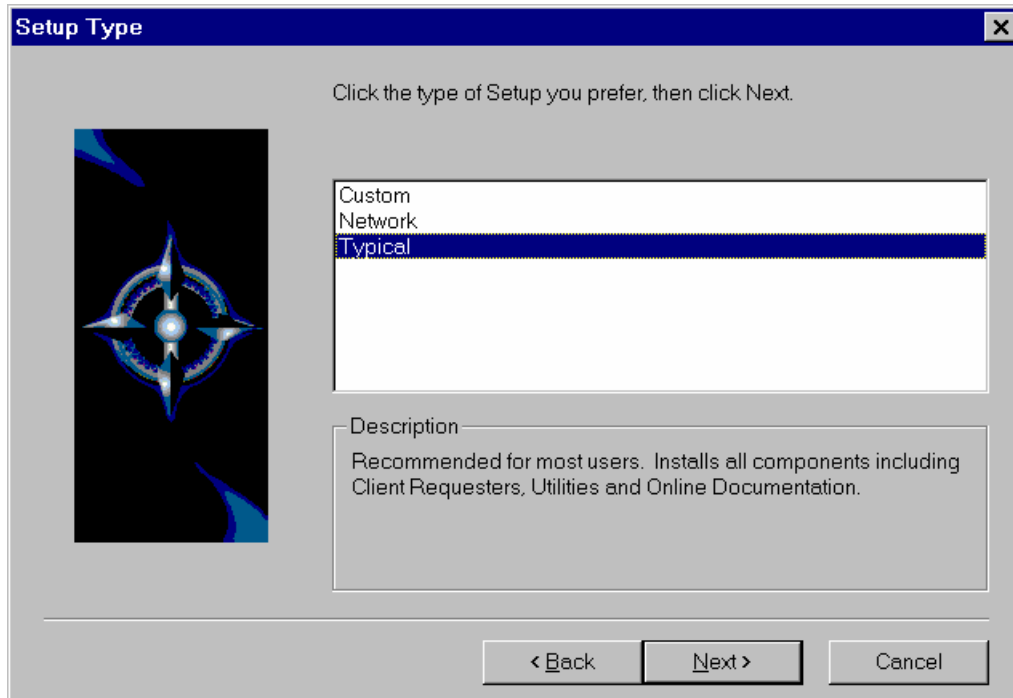 Setup Type
Click the type of Setup you prefer, then click Next.
Custom
Network
Typical
Description
Recommended for most users.  Installs all components including
Client Requesters, Utilities and Online Documentation.
< Back
Next >
Cancel